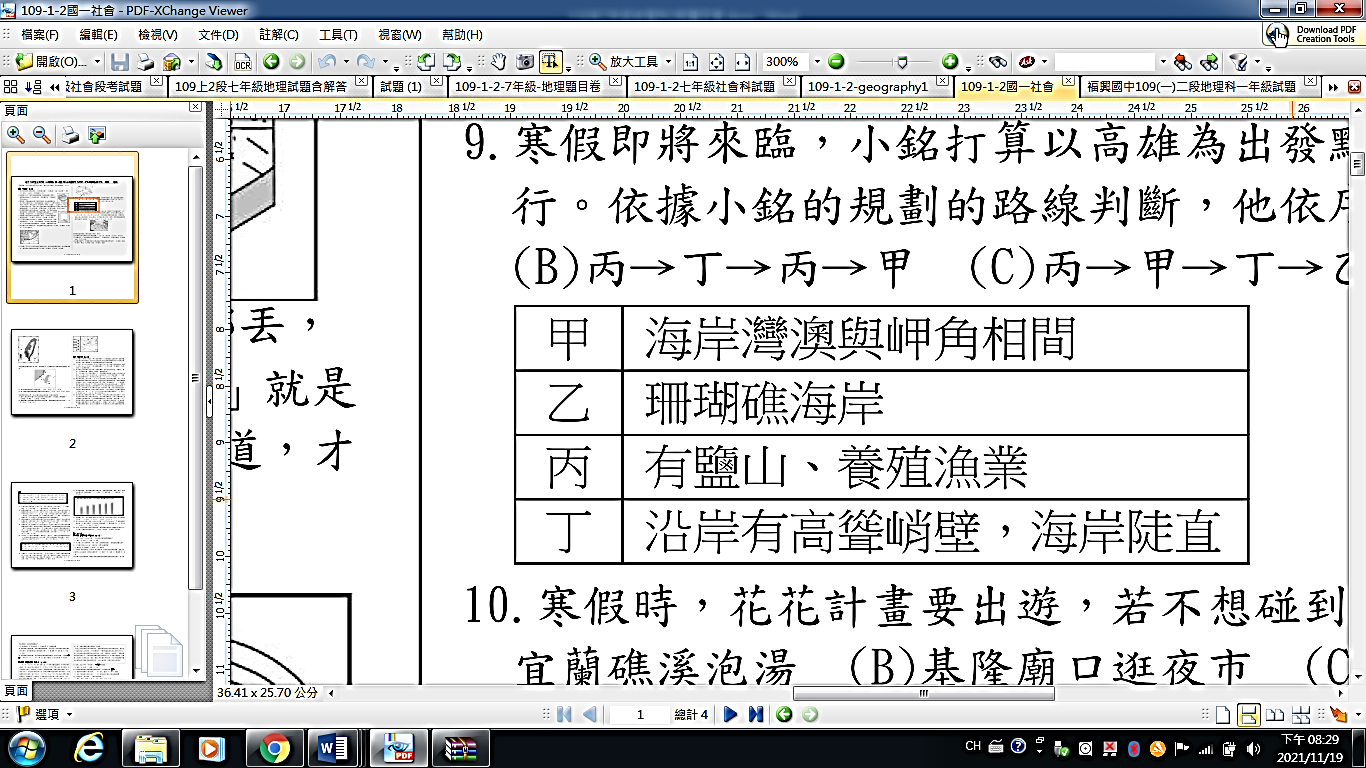 109-1-2國一社會 - PDF-XChange Viewer
檔案(F) 編輯(E) 檢視(V) 文件(D) 註解(C) 工具(T) 視窗(W) 幫助(H)
Download PDF
Creation Tools
開啟(O)... OCR 放大工具 300%
社會段考試題 109上2段七年級地理試題含解答 試題 (1) 109-1-2-7年級-地理題目卷 109-1-2七年級社會科試題 109-1-2-geography1 109-1-2國一社會 福興國中109(一)二段地理科一年級試題
頁面
1
2
3
頁面
9. 寒假即將來臨，小銘打算以高雄為出發
行。依據小銘的規劃的路線判斷，他依
(B)丙→丁→丙→甲 (C)丙→甲→丁→
丟，
甲 海岸灣澳與岬角相間
」就是
乙 珊瑚礁海岸
道，才
丙 有鹽山、養殖漁業
丁 沿岸有高聳峭壁，海岸陡直
10. 寒假時，花花計畫要出遊，若不想碰到
宜蘭礁溪泡湯 (B)基隆廟口逛夜市 (C
36.41 x 25.70 公分
選項 1 總計 4
CH 下午 08:29
2021/11/19